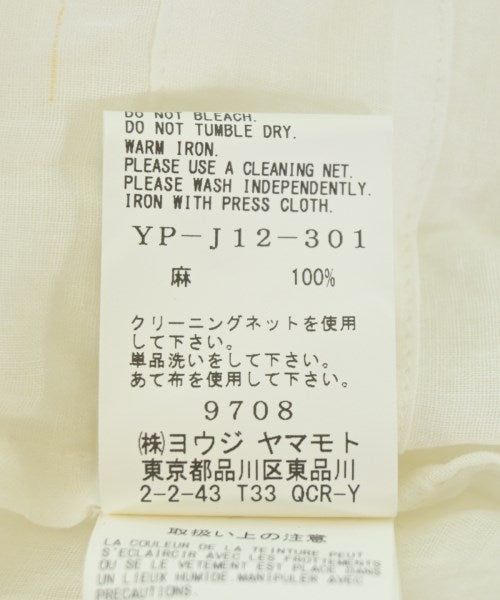 DO NOT BLEACH.
DO NOT TUMBLE DRY.
WARM IRON.
PLEASE USE A CLEANING NET.
PLEASE WASH INDEPENDENTLY.
IRON WITH PRESS CLOTH.
YP-J12-301
麻 100%
クリーニングネットを使用
して下さい。
単品洗いをして下さい。
あて布を使用して下さい。
9708
㈱ヨウジ ヤマモト
東京都品川区東品川
2-2-43 T33 QCR-Y
取扱い上の注意
LA COULEUR DE LA TEINTURE PEUT
S'ECLAIRCIR AVEC LES FROTTEMENTS
OU SE LE VETEMENT EST PLACE DANS
UN LIEUX HUMIDE. MANIPULER AVEC
PRECAUTIONS.